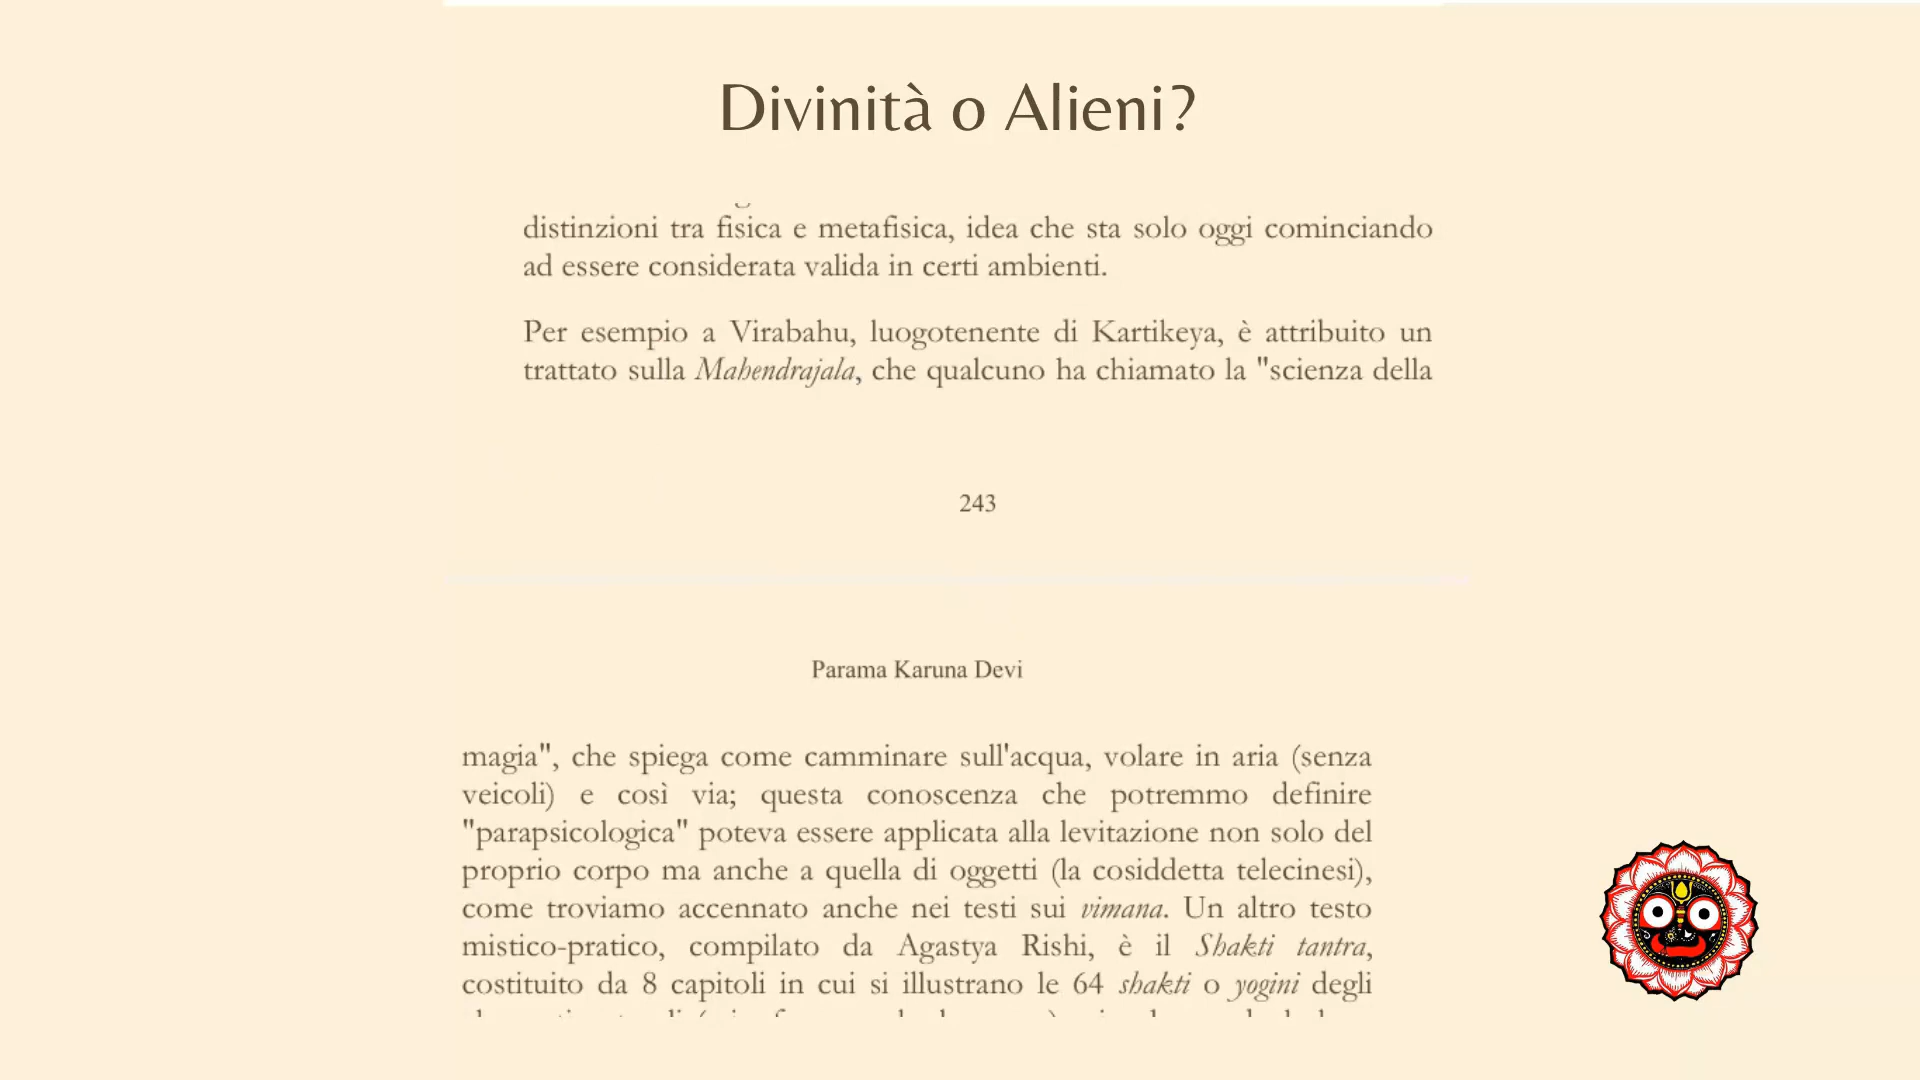 Divinità o Alieni?
distinzioni tra fisica e metafisica, idea che sta solo oggi cominciando
ad essere considerata valida in certi ambienti.
Per esempio a Virabahu, luogotenente di Kartikeya, è attribuito un
trattato sulla Mahendrajala, che qualcuno ha chiamato la "scienza della
243
Parama Karuna Devi
magia", che spiega come camminare sull'acqua, volare in aria (senza
veicoli) e così via; questa conoscenza che potremmo definire
"parapsicologica" poteva essere applicata alla levitazione non solo del
proprio corpo ma anche a quella di oggetti (la cosiddetta telecinesi),
come troviamo accennato anche nei testi sui vimana. Un altro testo
mistico-pratico, compilato da Agastya Rishi, è il Shakti tantra,
costituito da 8 capitoli in cui si illustrano le 64 shakti o yogini degli